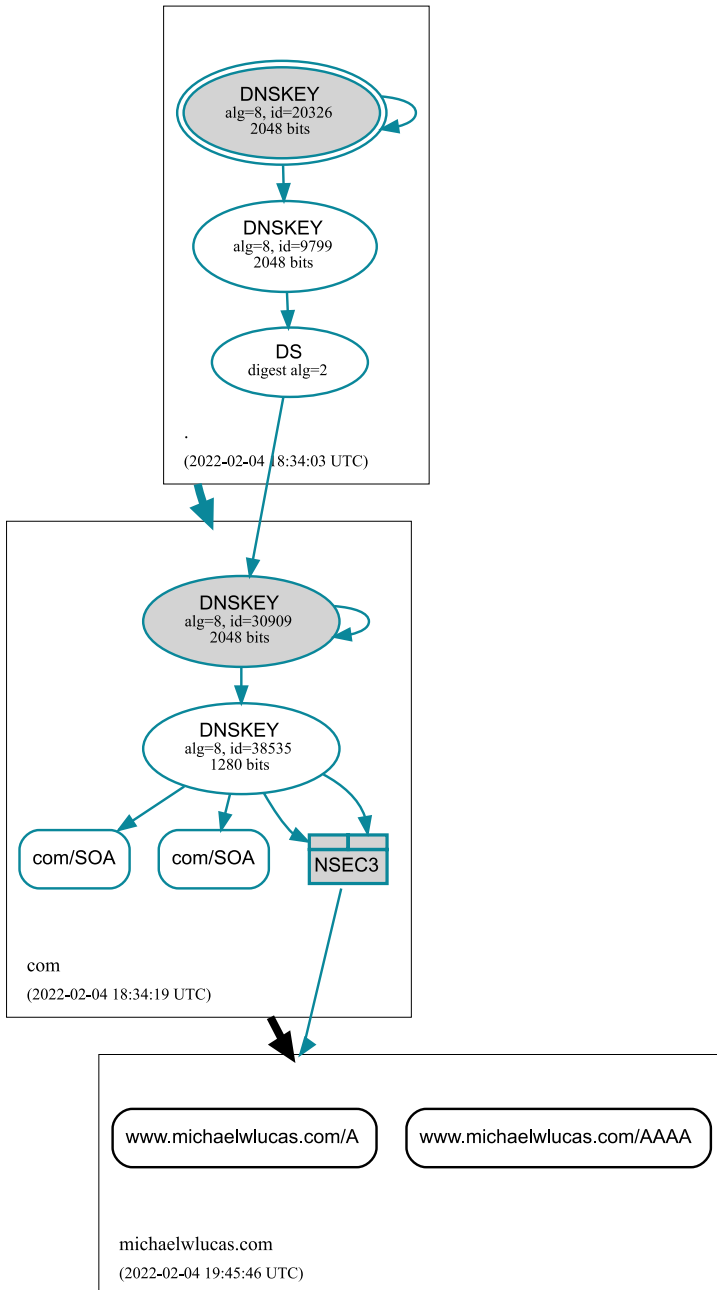 DNSKEY
alg=8, id=20326
2048 bits
DNSKEY
alg=8, id=9799
2048 bits
DS
digest alg=2
.
(2022-02-04 18:34:03 UTC)
DNSKEY
alg=8, id=30909
2048 bits
DNSKEY
alg=8, id=38535
1280 bits
com/SOA
com/SOA
NSEC3
com
(2022-02-04 18:34:19 UTC)
www.michaelwlucas.com/A
www.michaelwlucas.com/AAAA
michaelwlucas.com
(2022-02-04 19:45:46 UTC)